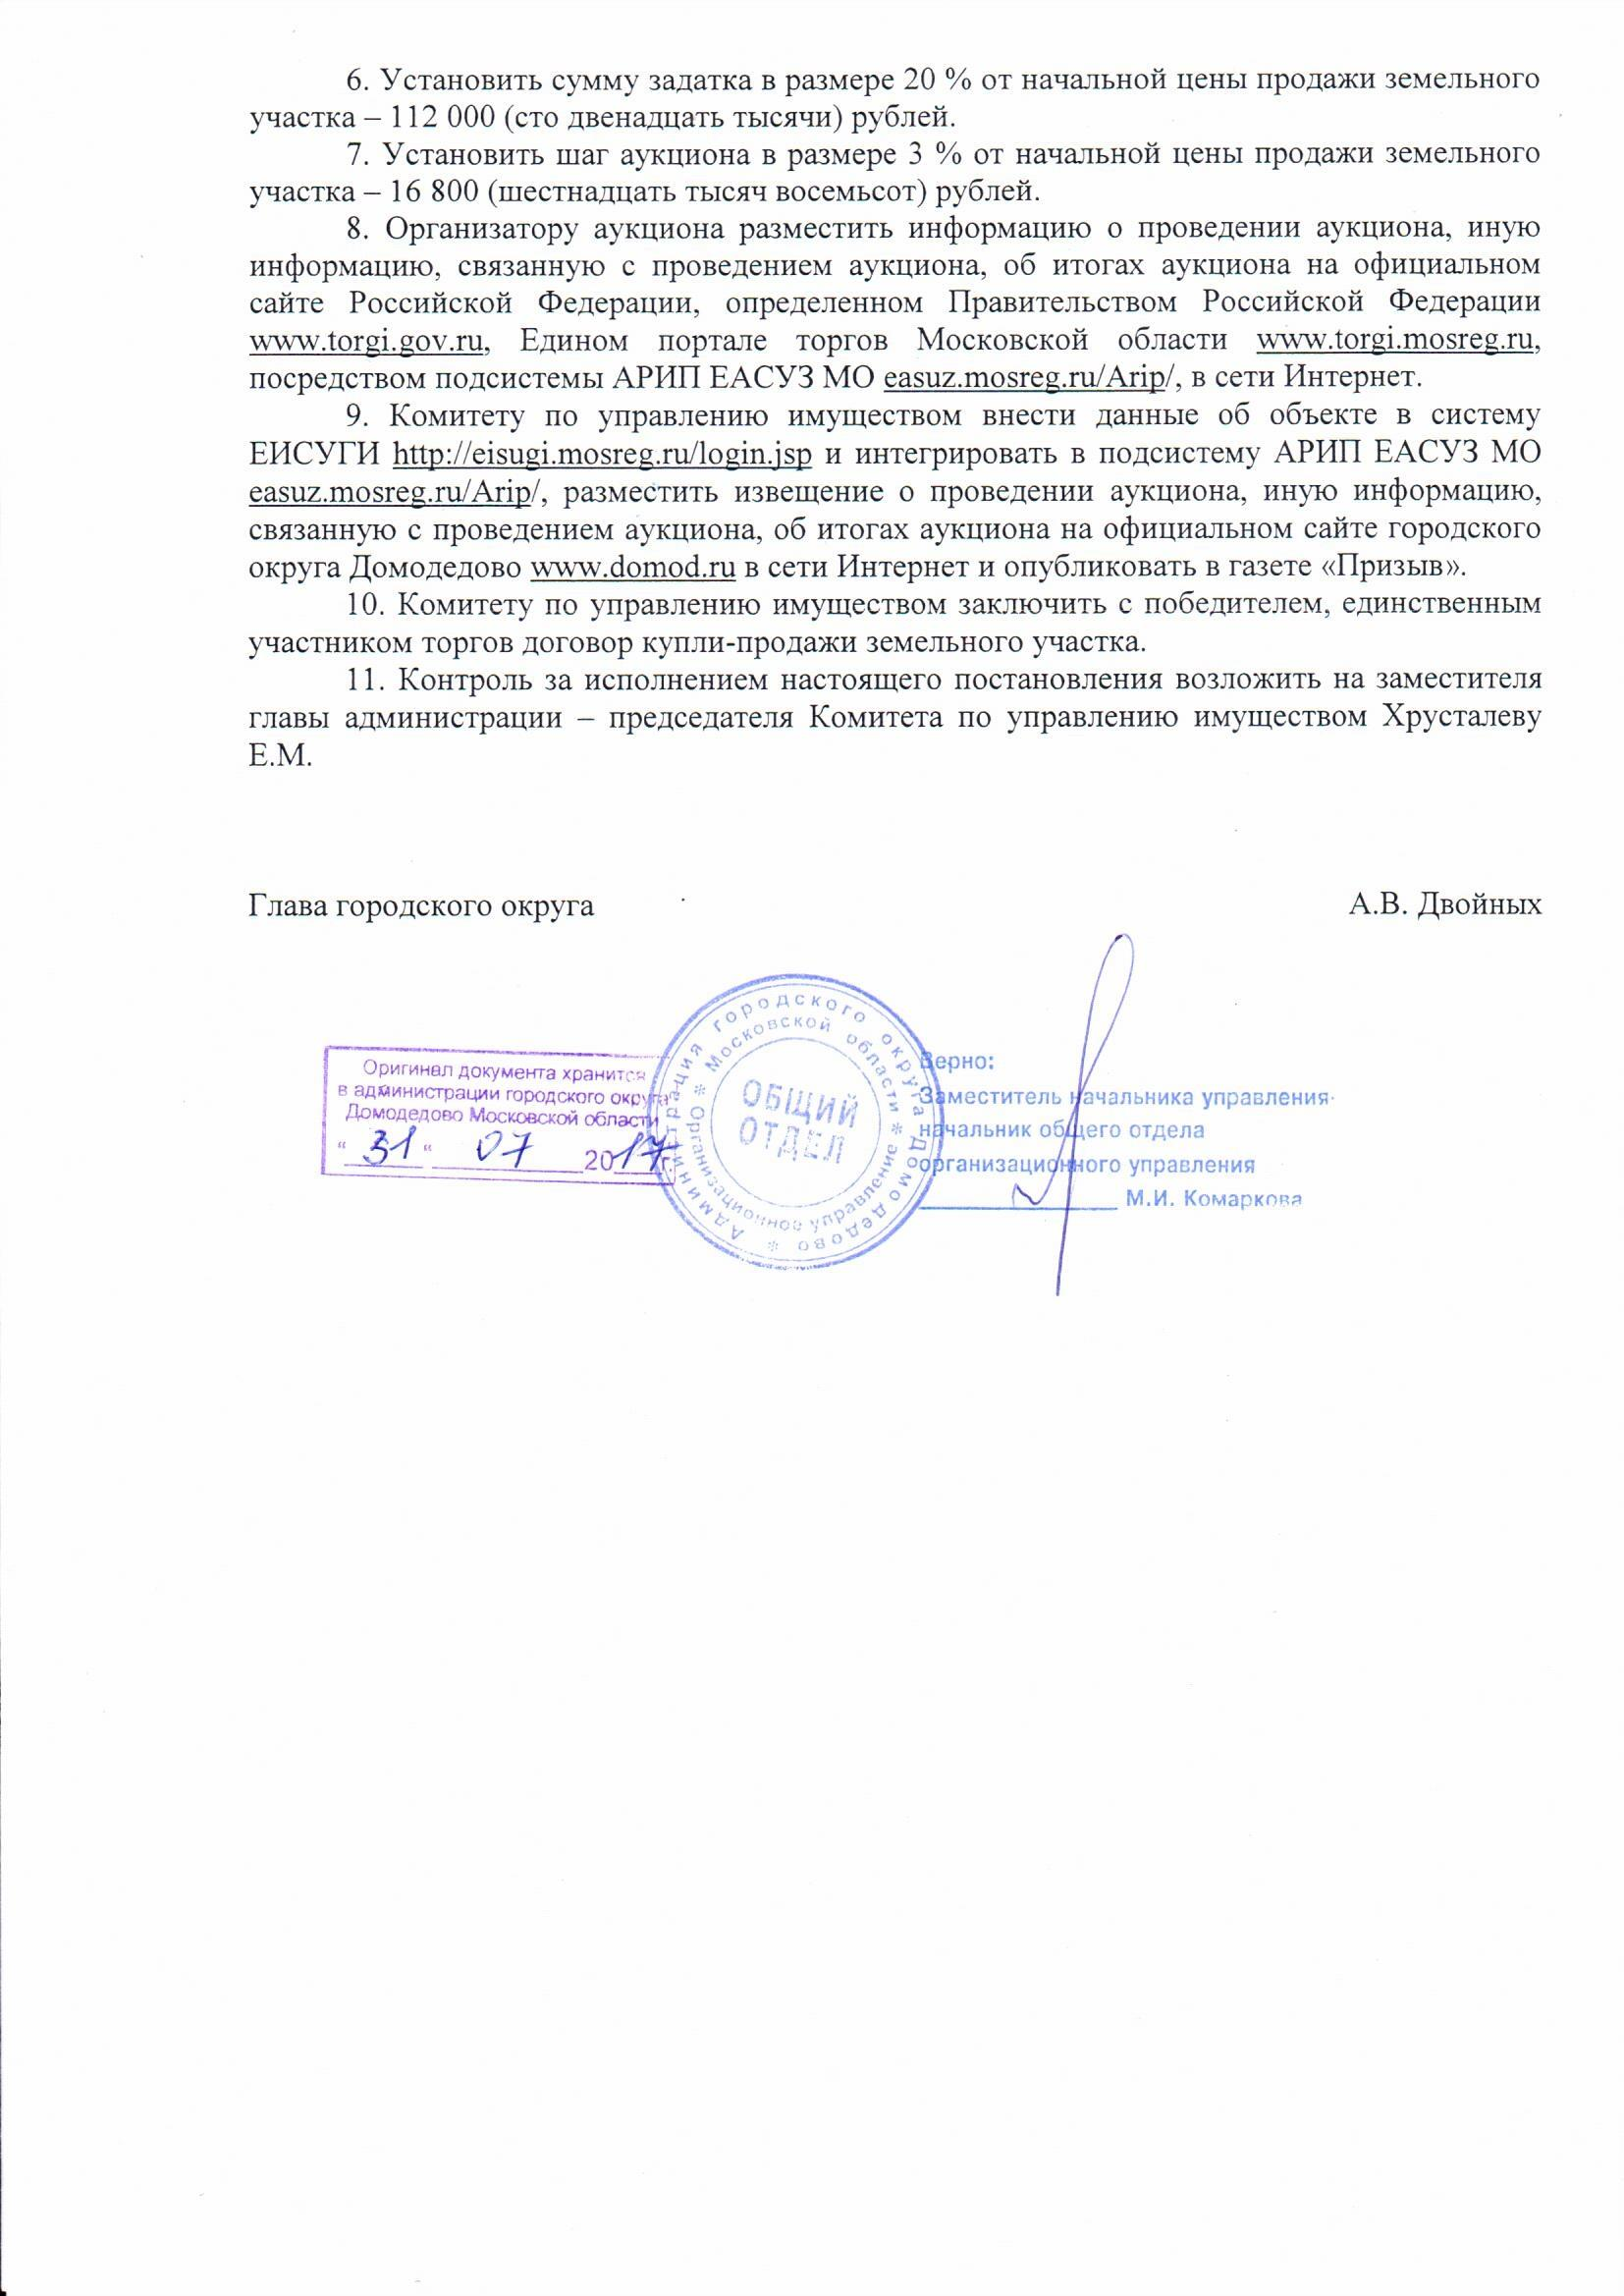 6. Установить сумму задатка в размере 20 % от начальной цены продажи земельного
участка – 112 000 (сто двенадцать тысячи) рублей.
7. Установить шаг аукциона в размере 3 % от начальной цены продажи земельного
участка – 16 800 (шестнадцать тысяч восемьсот) рублей.
8. Организатору аукциона разместить информацию о проведении аукциона, иную
информацию, связанную с проведением аукциона, об итогах аукциона на официальном
сайте Российской Федерации, определенном Правительством Российской Федерации
www.torgi.gov.ru, Едином портале торгов Московской области www.torgi.mosreg.ru,
посредством подсистемы АРИП ЕАСУЗ МО easuz.mosreg.ru/Arip/, в сети Интернет.
9. Комитету по управлению имуществом внести данные об объекте в систему
ЕИСУГИ http://eisugi.mosreg.ru/login.jsp и интегрировать в подсистему АРИП ЕАСУЗ МО
easuz.mosreg.ru/Arip/, разместить извещение о проведении аукциона, иную информацию,
связанную с проведением аукциона, об итогах аукциона на официальном сайте городского
округа Домодедово www.domod.ru в сети Интернет и опубликовать в газете «Призыв».
10. Комитету по управлению имуществом заключить с победителем, единственным
участником торгов договор купли-продажи земельного участка.
11. Контроль за исполнением настоящего постановления возложить на заместителя
главы администрации – председателя Комитета по управлению имуществом Хрусталеву
Е.М.
Глава городского округа А.В. Двойных
Оригинал документа хранится
в администрации городского округа
Домодедово Московской области
“ 31 “ 07 2017 г.
Администрация городского округа Домодедово *
* Московской области * Организационное управление
ОБЩИЙ
ОТДЕЛ
Верно:
Заместитель начальника управления-
начальник общего отдела
организационного управления
М.И. Комаркова